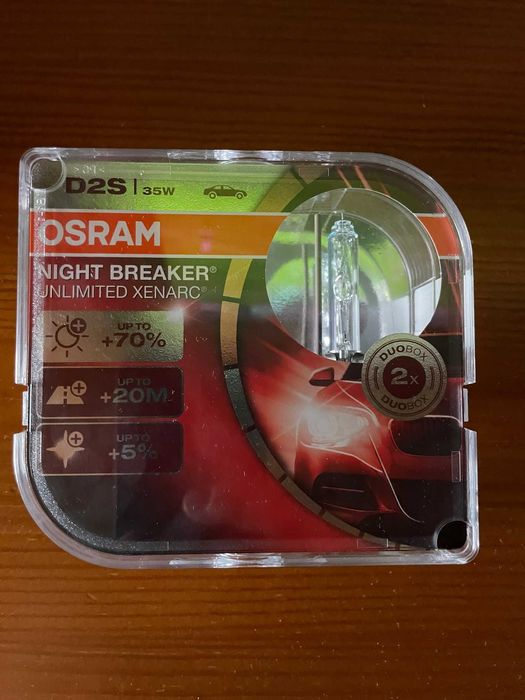 D2S | 35W
OSRAM
NIGHT BREAKER®
UNLIMITED XENARC®
UP TO
+70%
UP TO
+20M
UP TO
+5%
DUOBOX
2x
DUOBOX